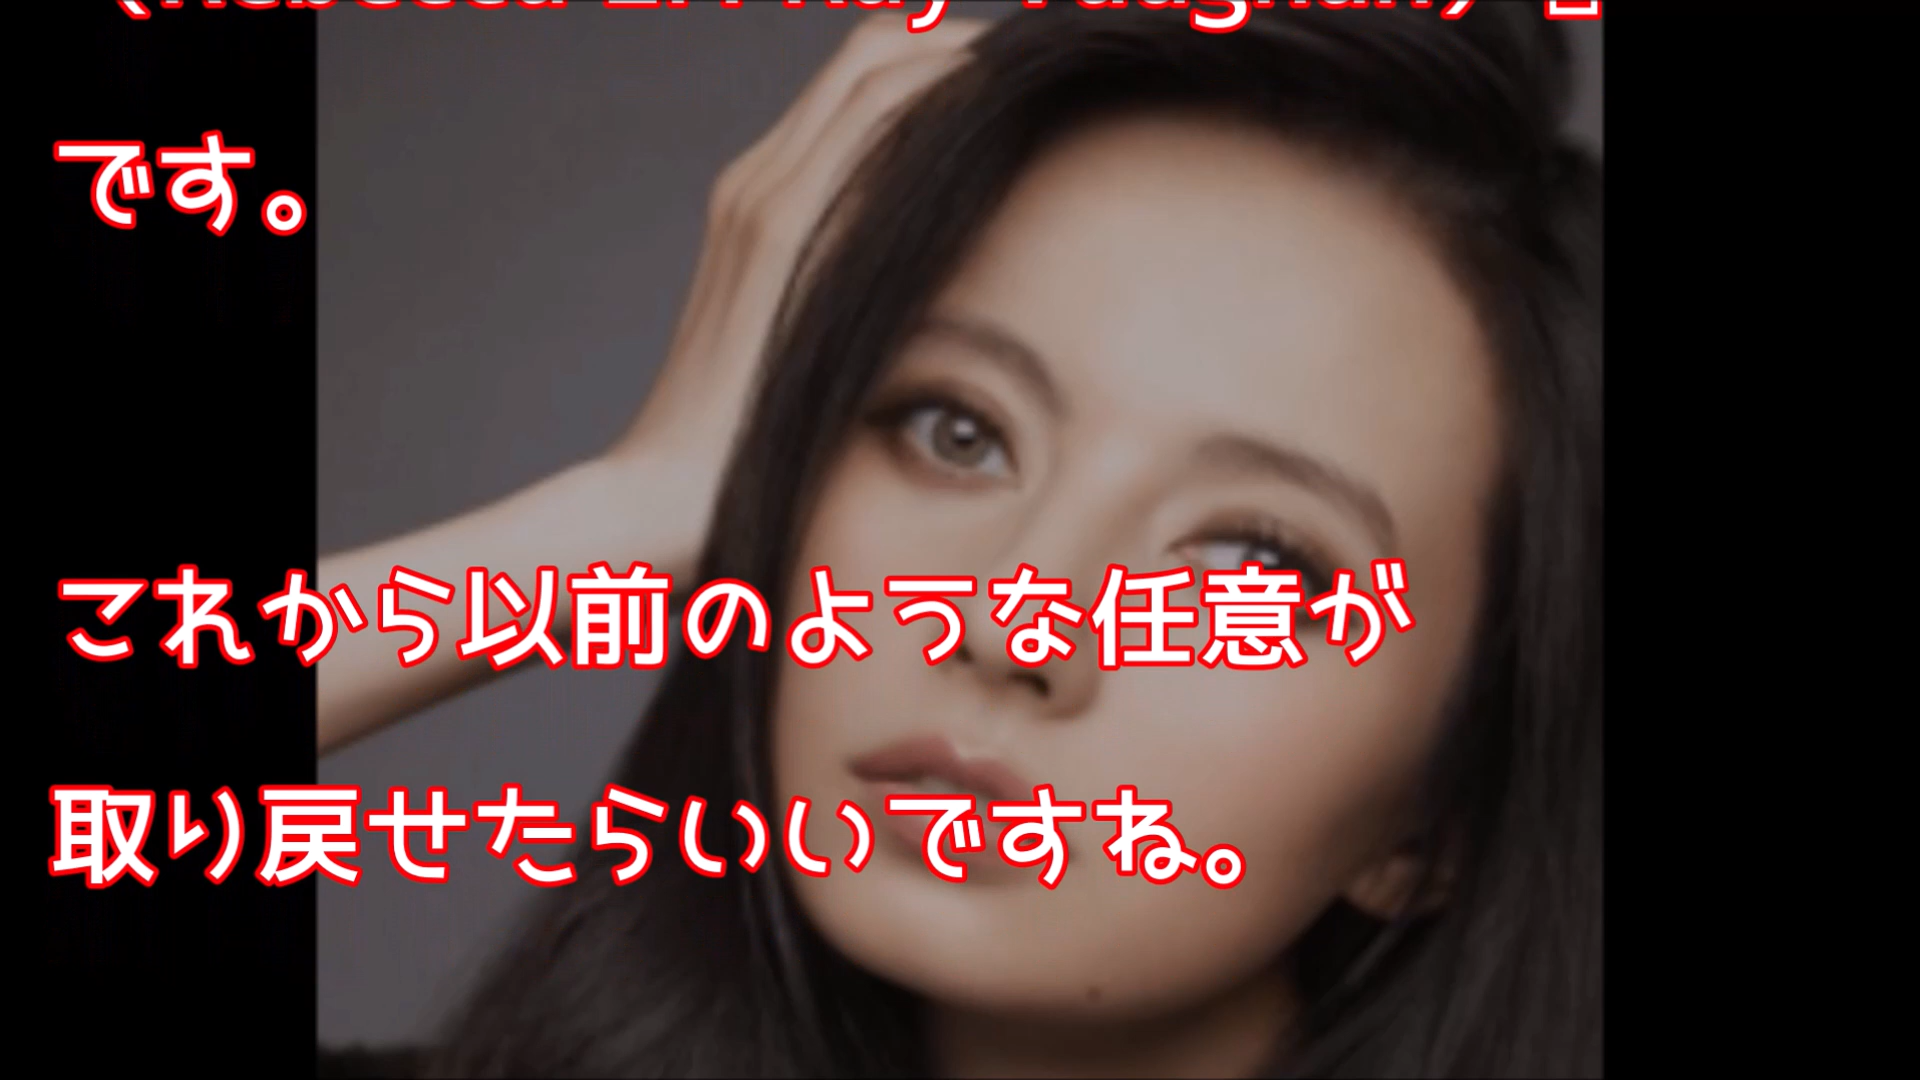 です。
これから以前のような任意が
取り戻せたらいいですね。